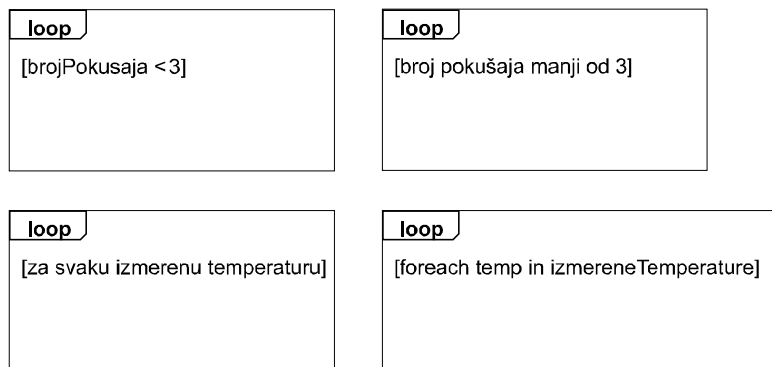 loop
[brojPokusaja <3]
loop
[broj pokušaja manji od 3]
loop
[za svaku izmerenu temperaturu]
loop
[foreach temp in izmereneTemperature]